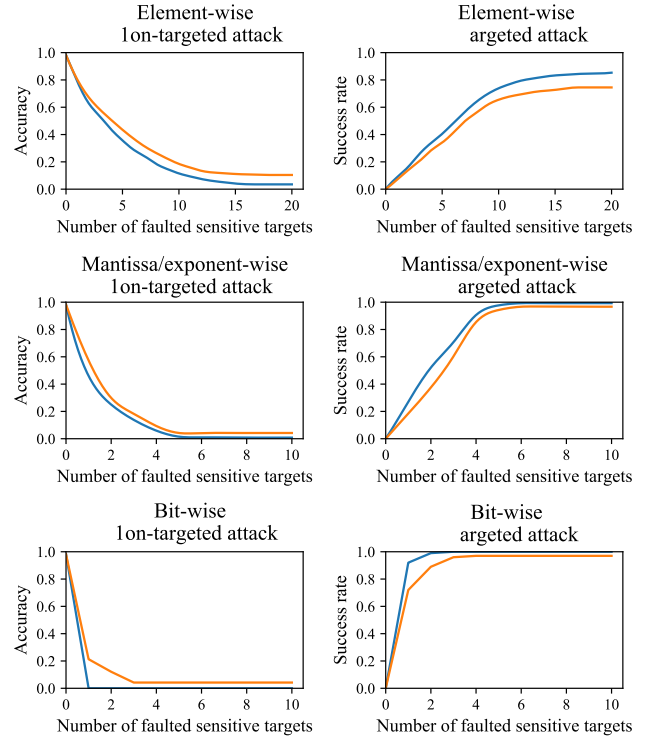 Element-wise
1on-targeted attack
1.0
0.8
0.6
0.4
0.2
0.0
Accuracy
0 5 10 15 20
Number of faulted sensitive targets
Element-wise
argeted attack
1.0
0.8
0.6
0.4
0.2
0.0
Success rate
0 5 10 15 20
Number of faulted sensitive targets
Mantissa/exponent-wise
1on-targeted attack
1.0
0.8
0.6
0.4
0.2
0.0
Accuracy
0 2 4 6 8 10
Number of faulted sensitive targets
Mantissa/exponent-wise
argeted attack
1.0
0.8
0.6
0.4
0.2
0.0
Success rate
0 2 4 6 8 10
Number of faulted sensitive targets
Bit-wise
1on-targeted attack
1.0
0.8
0.6
0.4
0.2
0.0
Accuracy
0 2 4 6 8 10
Number of faulted sensitive targets
Bit-wise
argeted attack
1.0
0.8
0.6
0.4
0.2
0.0
Success rate
0 2 4 6 8 10
Number of faulted sensitive targets